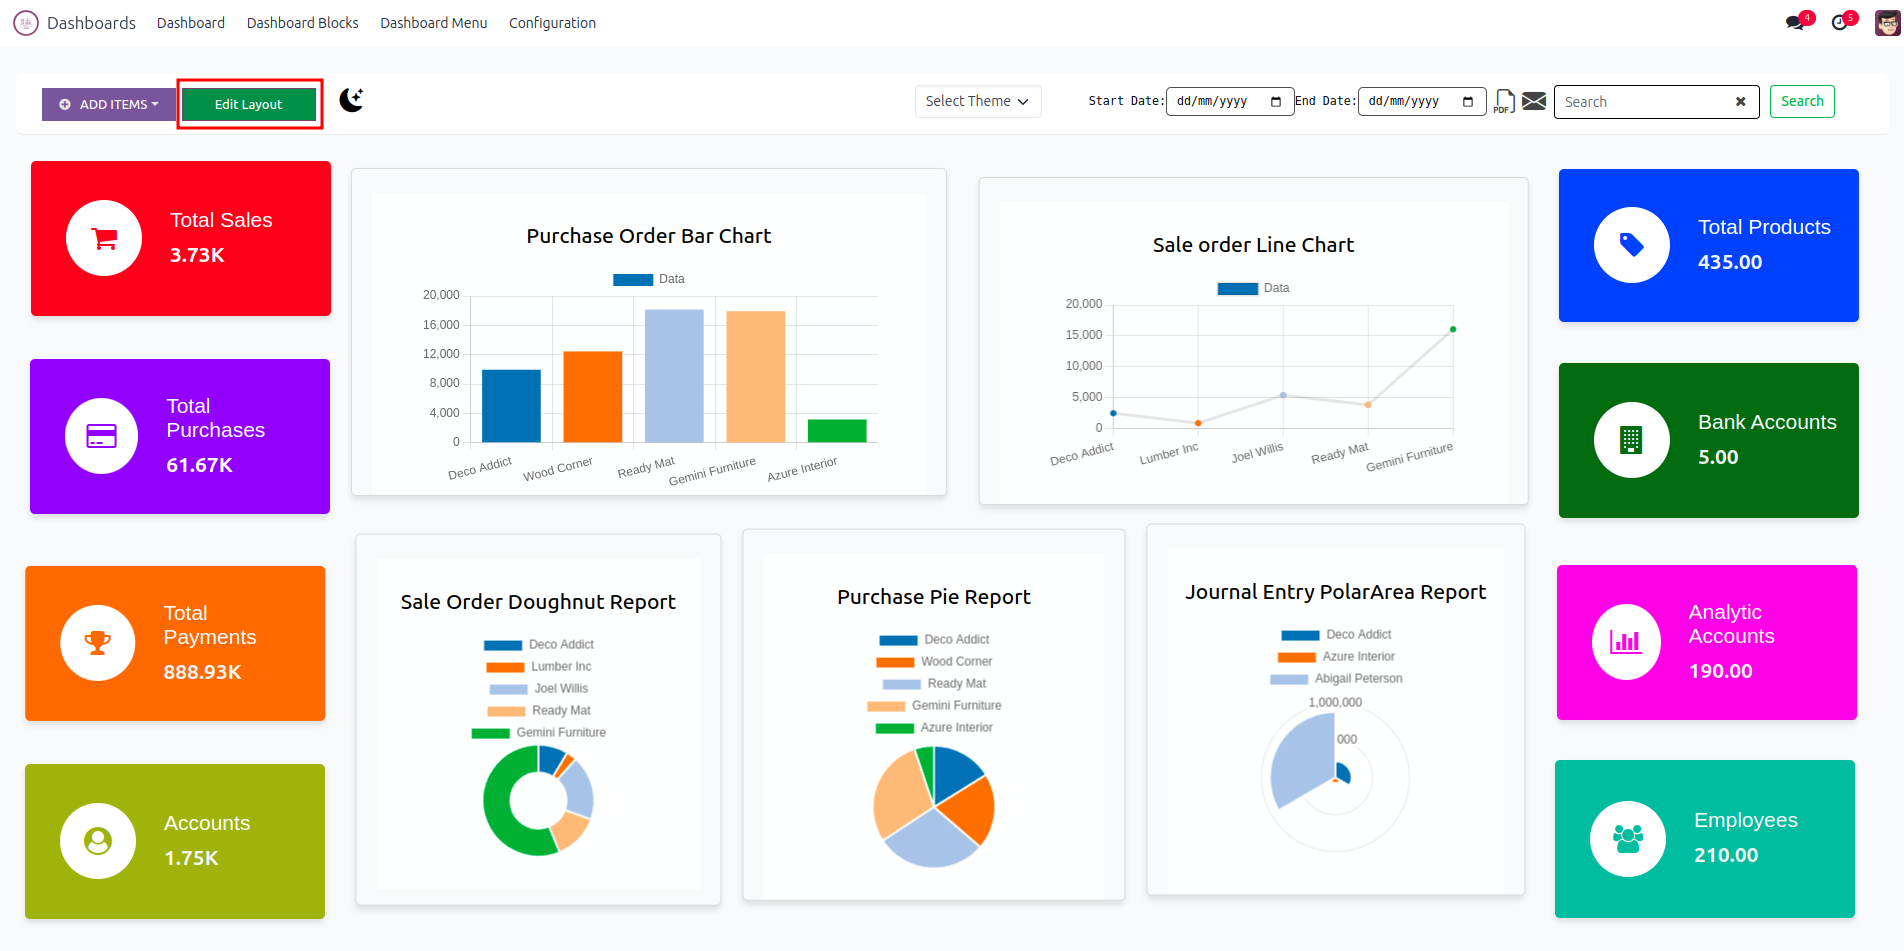 Dashboards
Dashboard
Dashboard Blocks
Dashboard Menu
Configuration
4
5
ADD ITEMS
Edit Layout
Select Theme
Start Date:
dd/mm/yyyy
End Date:
dd/mm/yyyy
PDF
Search
Search
Total Sales
3.73K
Purchase Order Bar Chart
Data
20,000
16,000
12,000
8,000
4,000
0
Deco Addict
Wood Corner
Ready Mat
Gemini Furniture
Azure Interior
Sale order Line Chart
Data
20,000
15,000
10,000
5,000
0
Deco Addict
Lumber Inc
Joel Willis
Ready Mat
Gemini Furniture
Total Products
435.00
Total
Purchases
61.67K
Bank Accounts
5.00
Total
Payments
888.93K
Sale Order Doughnut Report
Deco Addict
Lumber Inc
Joel Willis
Ready Mat
Gemini Furniture
Purchase Pie Report
Deco Addict
Wood Corner
Ready Mat
Gemini Furniture
Azure Interior
Journal Entry PolarArea Report
Deco Addict
Azure Interior
Abigail Peterson
1,000,000
000
Analytic
Accounts
190.00
Accounts
1.75K
Employees
210.00